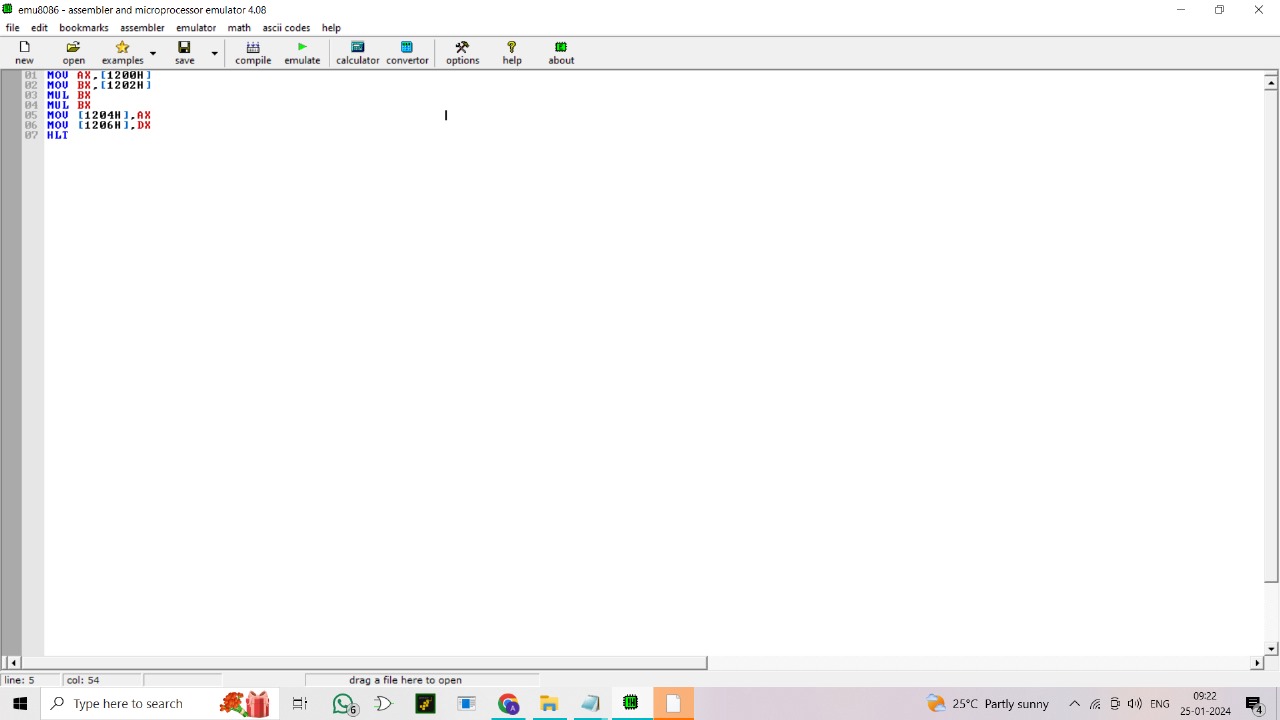 emu8086 - assembler and microprocessor emulator 4.08
file edit bookmarks assembler emulator math ascii codes help
new open examples save compile emulate calculator convertor options help about
01 MOV AX,[1200H]
02 MOV BX,[1202H]
03 MUL BX
04 MUL BX
05 MOV [1204H],AX
06 MOV [1206H],DX
07 HLT
line: 5 col: 54 drag a file here to open
Type here to search 25°C Partly sunny ENG 09:22
25-10-2024